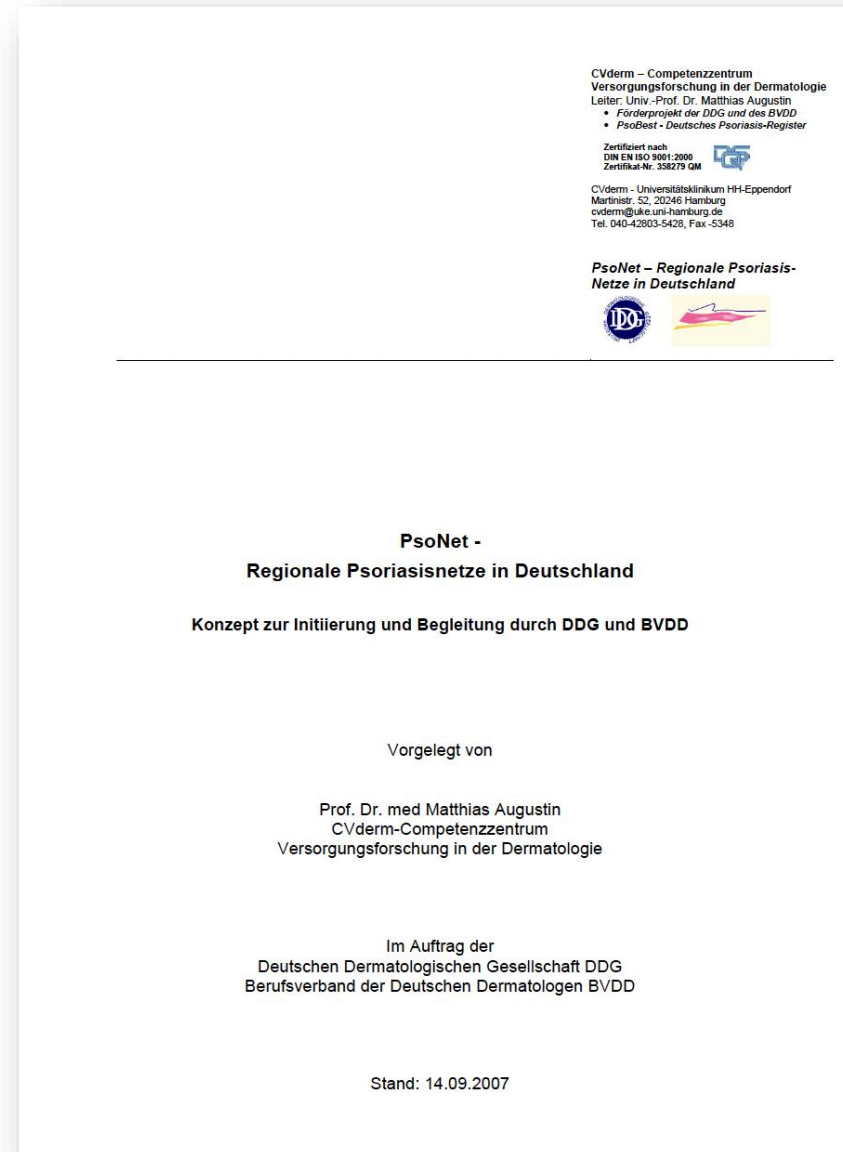 CVderm – Competenzzentrum
Versorgungsforschung in der Dermatologie
Leiter: Univ.-Prof. Dr. Matthias Augustin
• Förderprojekt der DDG und des BVDD
• PsoBest - Deutsches Psoriasis-Register
Zertifiziert nach
DIN EN ISO 9001:2000
Zertifikat-Nr. 358279 QM
CVderm - Universitätsklinikum HH-Eppendorf
Martinistr. 52, 20246 Hamburg
cvderm@uke.uni-hamburg.de
Tel. 040-42803-5428, Fax -5348
PsoNet – Regionale Psoriasis-
Netze in Deutschland
DDG
PsoNet -
Regionale Psoriasisnetze in Deutschland
Konzept zur Initiierung und Begleitung durch DDG und BVDD
Vorgelegt von
Prof. Dr. med Matthias Augustin
CVderm-Competenzzentrum
Versorgungsforschung in der Dermatologie
Im Auftrag der
Deutschen Dermatologischen Gesellschaft DDG
Berufsverband der Deutschen Dermatologen BVDD
Stand: 14.09.2007